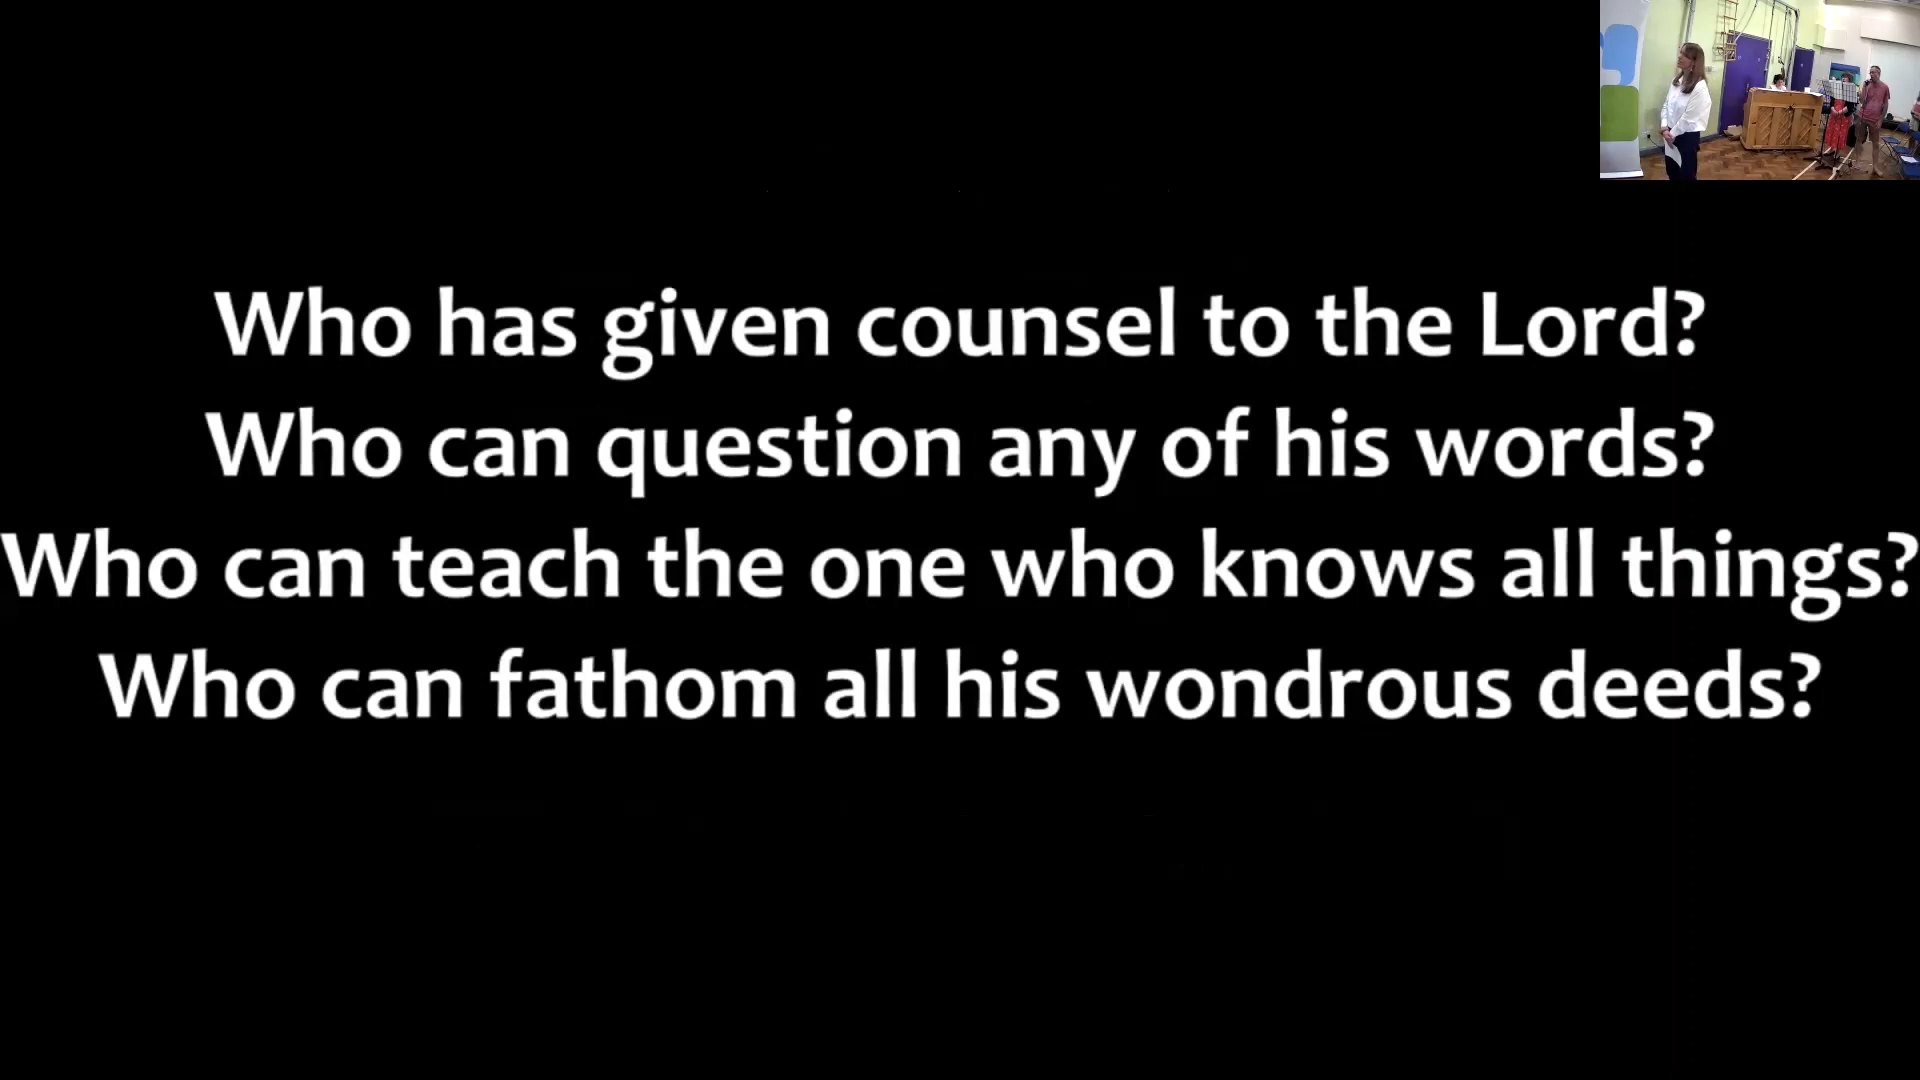 Who has given counsel to the Lord?
Who can question any of his words?
Who can teach the one who knows all things?
Who can fathom all his wondrous deeds?